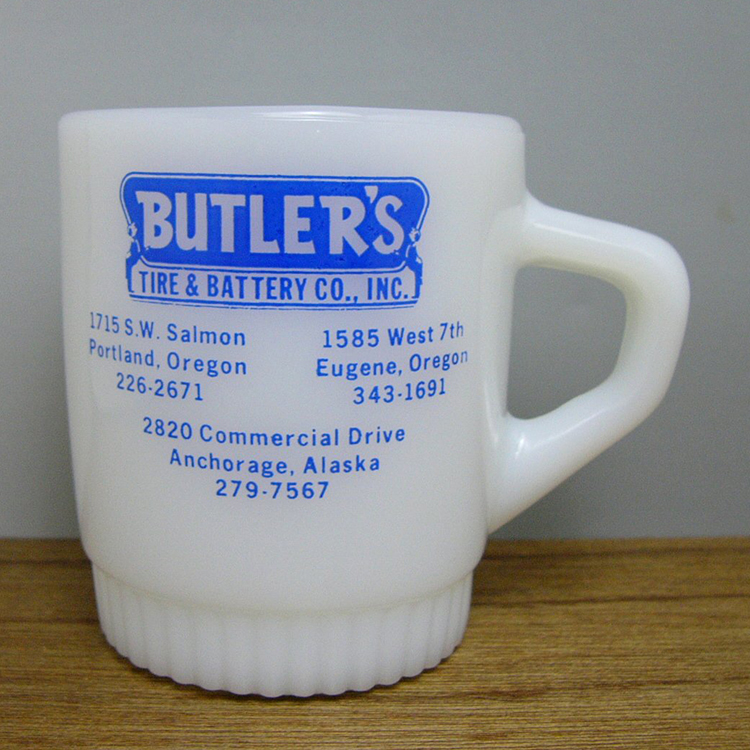 BUTLER'S
TIRE & BATTERY CO., INC.
1715 S.W. Salmon
Portland, Oregon
226-2671
1585 West 7th
Eugene, Oregon
343-1691
2820 Commercial Drive
Anchorage, Alaska
279-7567